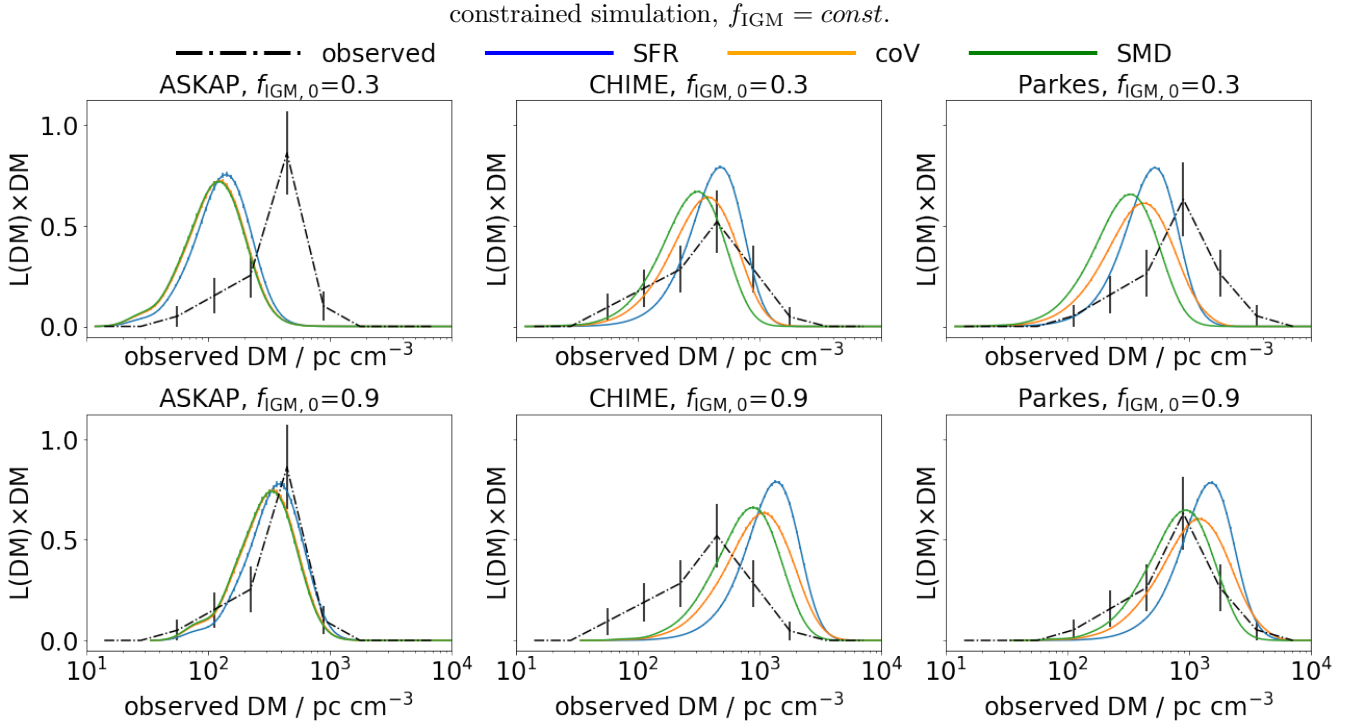 constrained simulation, f_IGM = const.
observed SFR coV SMD
ASKAP, f_IGM, 0=0.3 CHIME, f_IGM, 0=0.3 Parkes, f_IGM, 0=0.3
1.0
0.5
0.0
L(DM)×DM L(DM)×DM L(DM)×DM
observed DM / pc cm⁻³ observed DM / pc cm⁻³ observed DM / pc cm⁻³
ASKAP, f_IGM, 0=0.9 CHIME, f_IGM, 0=0.9 Parkes, f_IGM, 0=0.9
1.0
0.5
0.0
L(DM)×DM L(DM)×DM L(DM)×DM
10¹ 10² 10³ 10⁴ 10² 10³ 10⁴ 10¹ 10² 10³ 10⁴
observed DM / pc cm⁻³ observed DM / pc cm⁻³ observed DM / pc cm⁻³